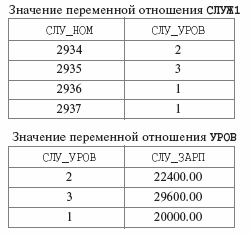 Значение переменной отношения СЛУЖ1
СЛУ_НОМ СЛУ_УРОВ
2934 2
2935 3
2936 1
2937 1
Значение переменной отношения УРОВ
СЛУ_УРОВ СЛУ_ЗАРП
2 22400.00
3 29600.00
1 20000.00